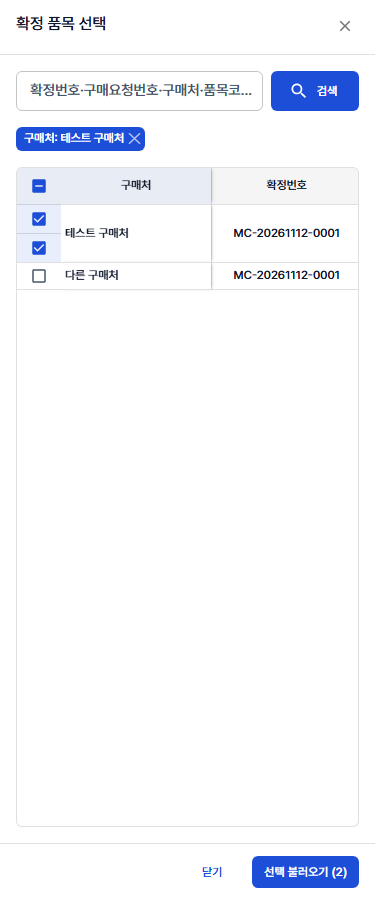 확정 품목 선택
확정번호·구매요청번호·구매처·품목코...
검색
구매처: 테스트 구매처
구매처 확정번호
테스트 구매처 MC-20261112-0001
다른 구매처 MC-20261112-0001
닫기
선택 불러오기 (2)